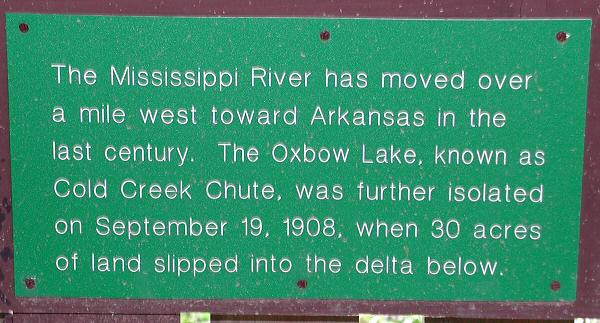 The Mississippi River has moved over
a mile west toward Arkansas in the
last century. The Oxbow Lake, known as
Cold Creek Chute, was further isolated
on September 19, 1908, when 30 acres
of land slipped into the delta below.